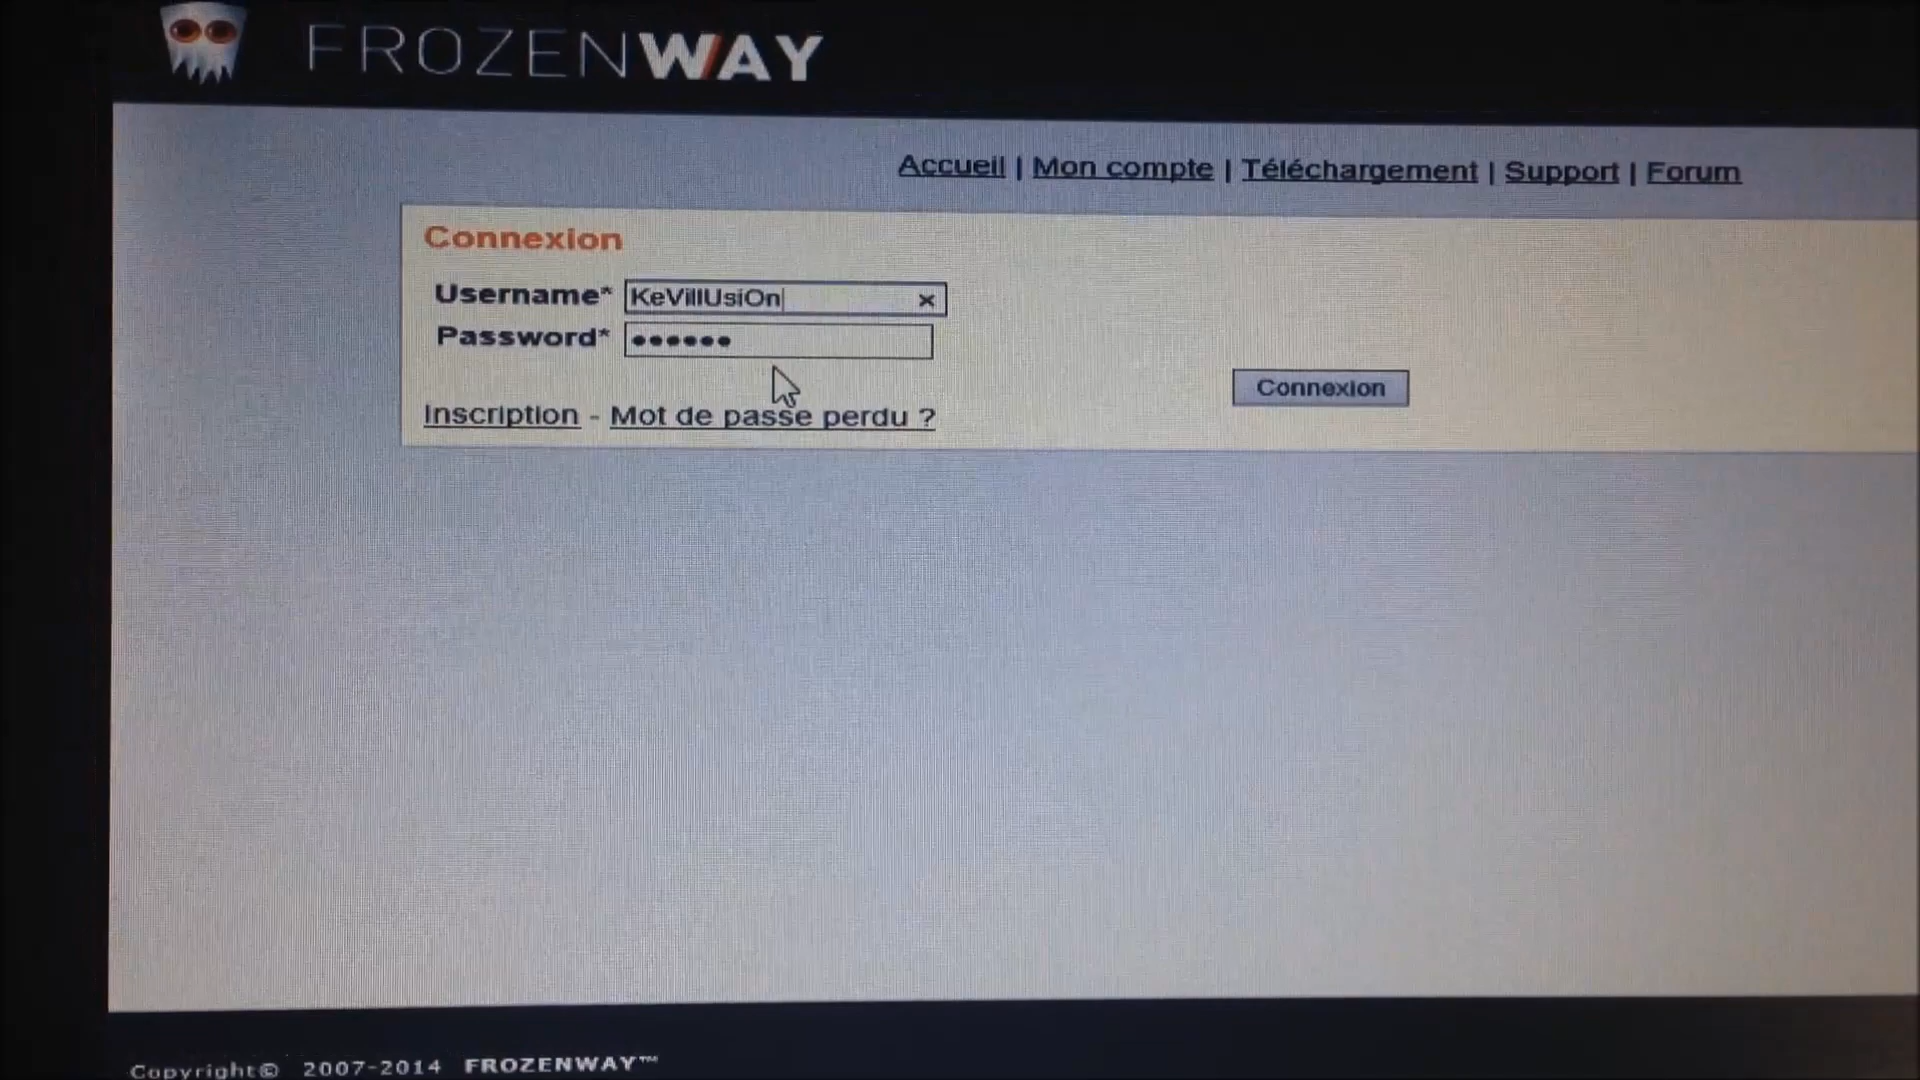 FROZENWAY
Accueil | Mon compte | Téléchargement | Support | Forum
Connexion
Username* KeVillUsiOn
Password* ••••••
Connexion
Inscription - Mot de passe perdu ?
Copyright© 2007-2014 FROZENWAY™